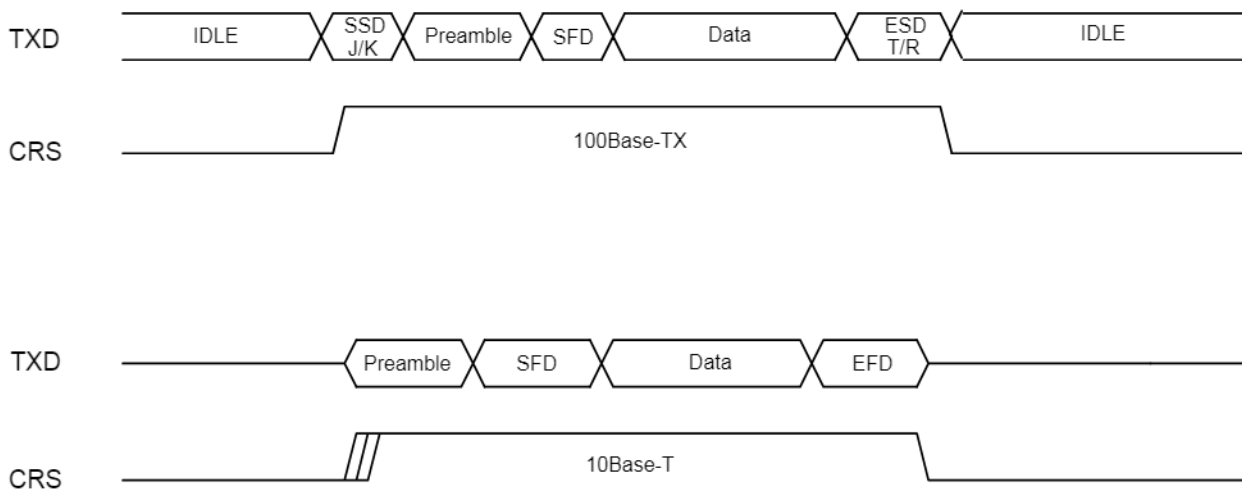 TXD
IDLE
SSD
J/K
Preamble
SFD
Data
ESD
T/R
IDLE
CRS
100Base-TX
TXD
Preamble
SFD
Data
EFD
CRS
10Base-T